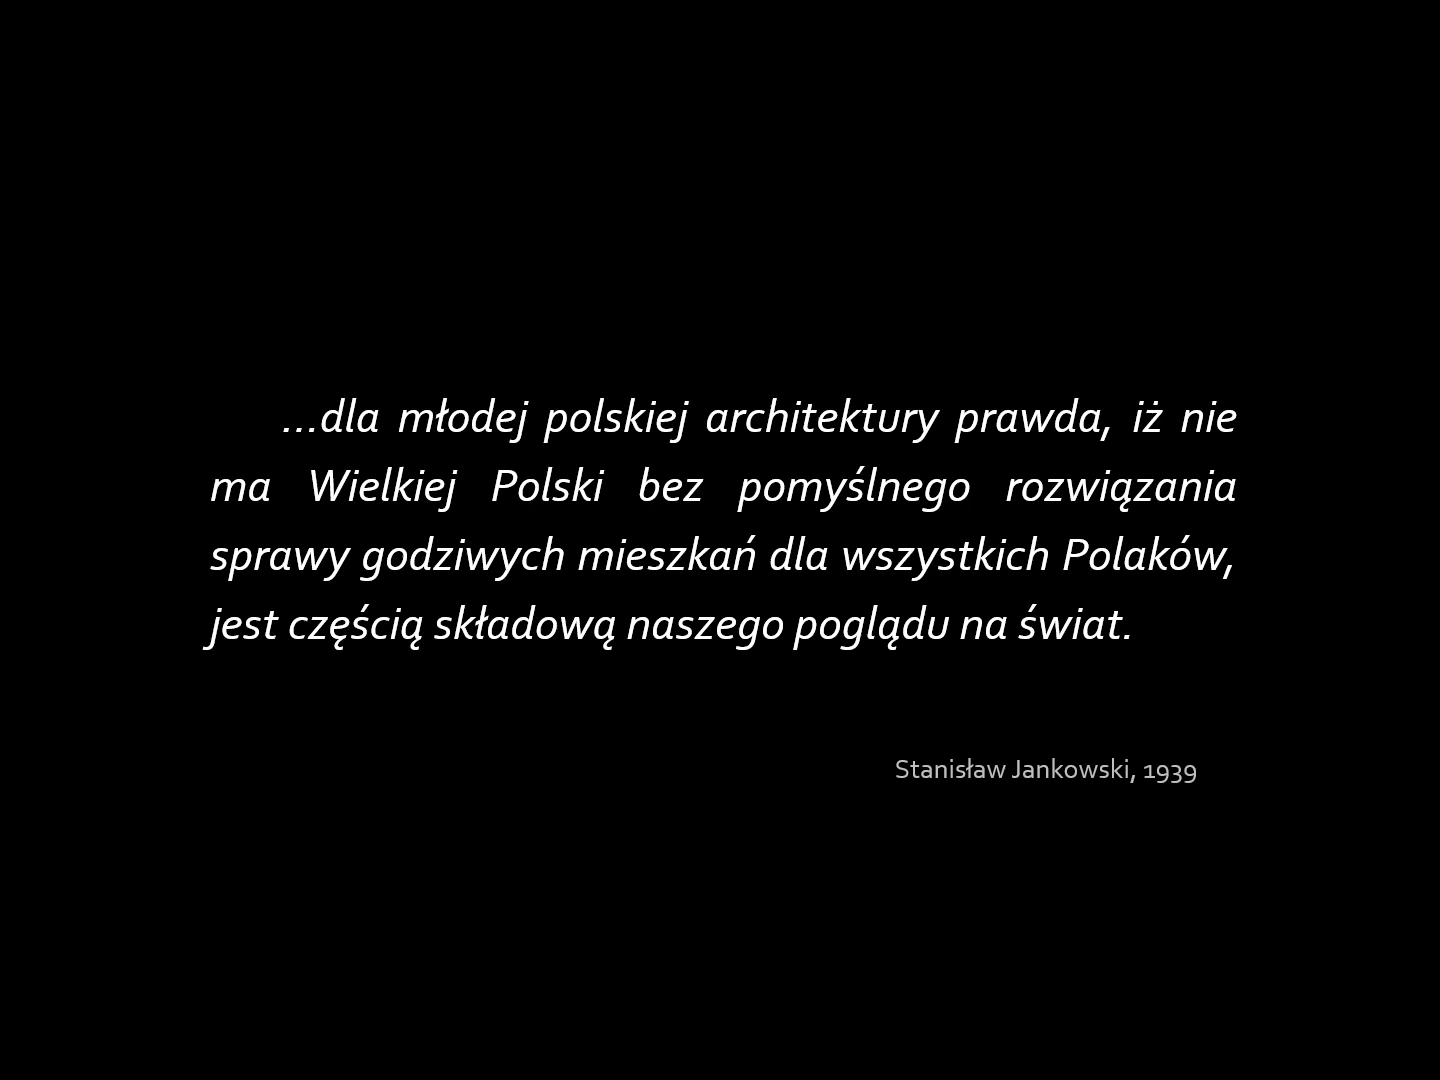 ...dla młodej polskiej architektury prawda, iż nie
ma Wielkiej Polski bez pomyślnego rozwiązania
sprawy godziwych mieszkań dla wszystkich Polaków,
jest częścią składową naszego poglądu na świat.
Stanisław Jankowski, 1939